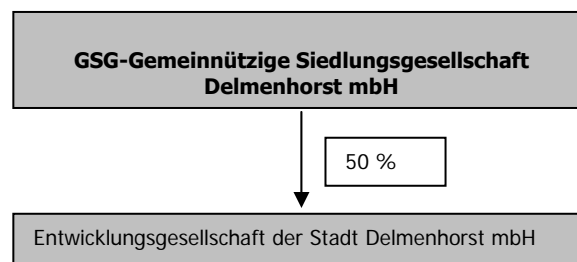 GSG-Gemeinnützige Siedlungsgesellschaft
Delmenhorst mbH
50 %
Entwicklungsgesellschaft der Stadt Delmenhorst mbH